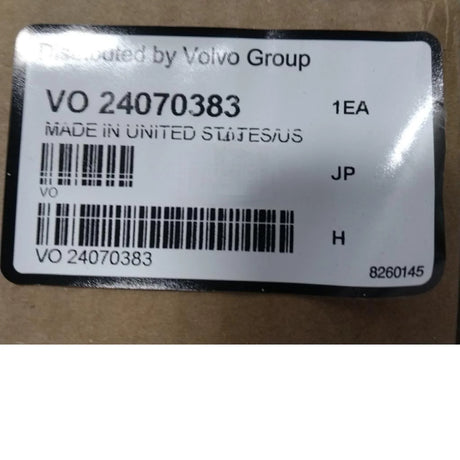 Distributed by Volvo Group
VO 24070383
1EA
MADE IN UNITED STATES/US
JP
VO
H
VO 24070383
8260145